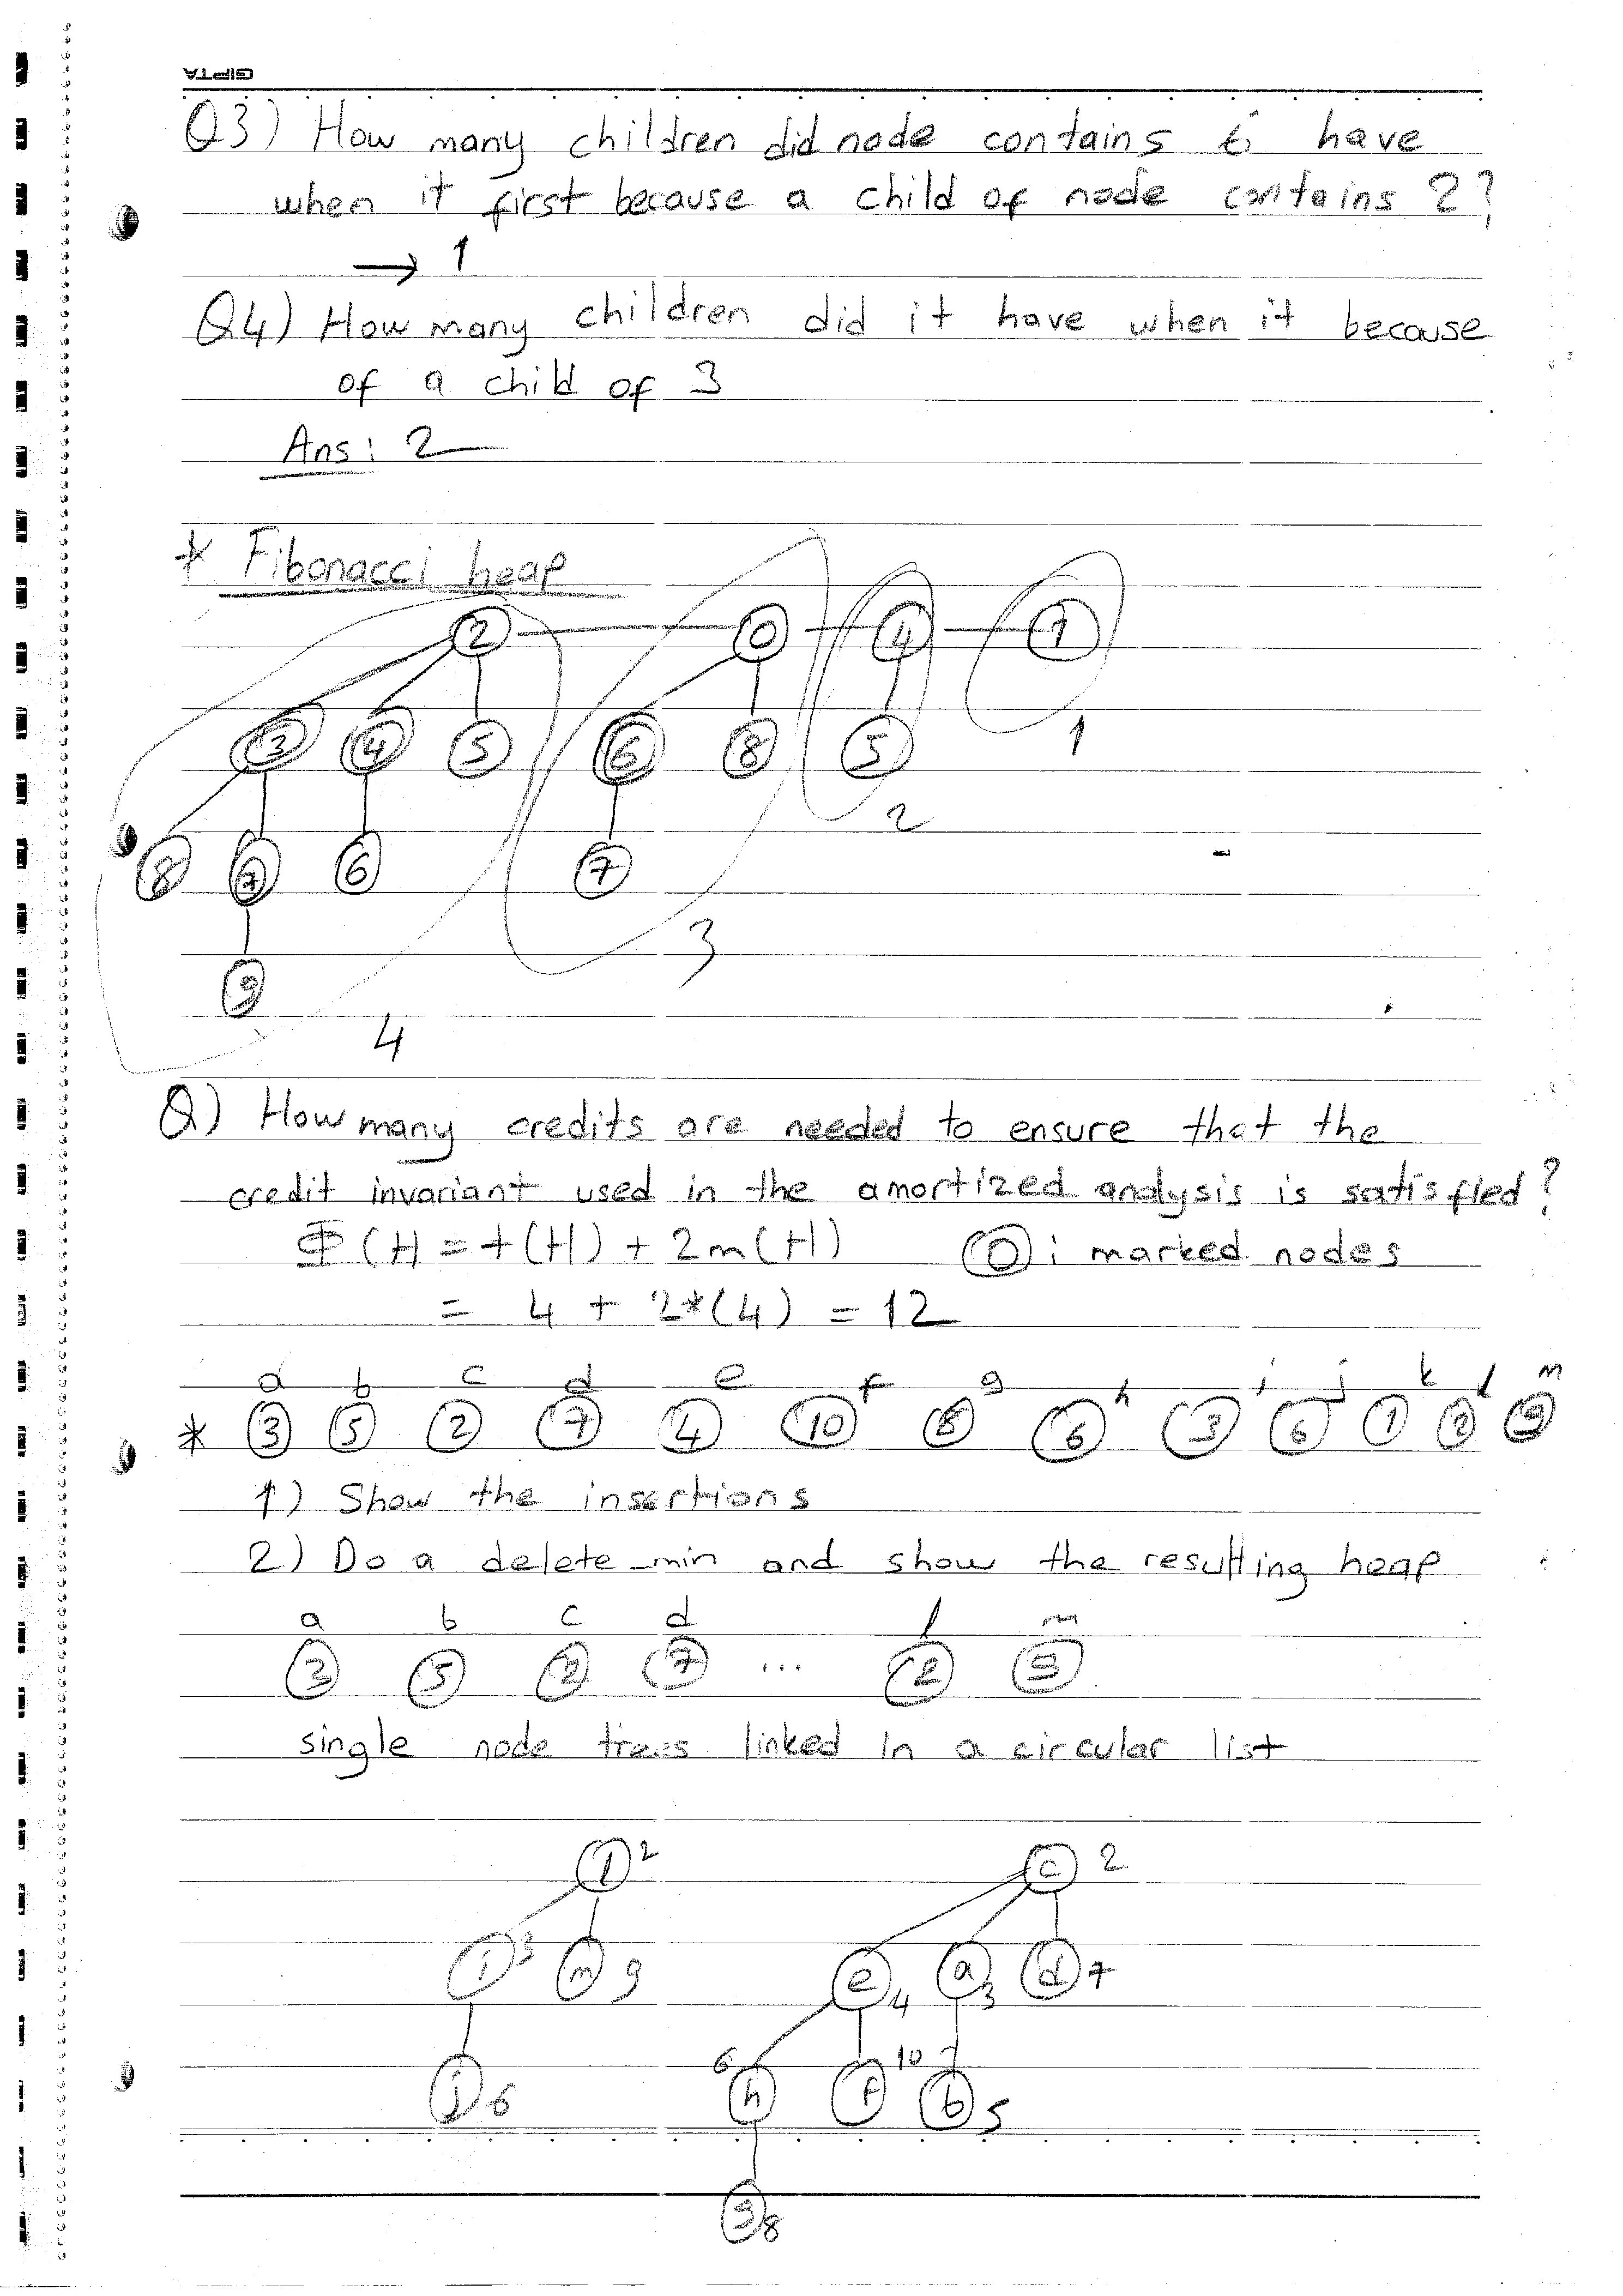 GIPTA
Q3) How many children did node contains 6 have
when it first because a child of node contains 2?
→ 1
Q4) How many children did it have when it because
of a child of 3
Ans: 2
* Fibonacci heap
2 0 4 1
3 4 5 6 8 5 1
2
8 7 6 7
3
9
4
Q) How many credits are needed to ensure that the
credit invariant used in the amortized analysis is satisfied?
Φ(H) = t(H) + 2m(H) O: marked nodes
= 4 + 2*(4) = 12
a b c d e f g h i j k l m
* 3 5 2 7 4 10 8 6 3 6 1 2 9
1) Show the insertions
2) Do a delete_min and show the resulting heap
a b c d l m
3 5 2 7 ... 2 9
single node trees linked in a circular list
l 2 c 2
i 3 m 9 e 4 a 3 d 7
j 6 6 h f 10 b 5
g 8